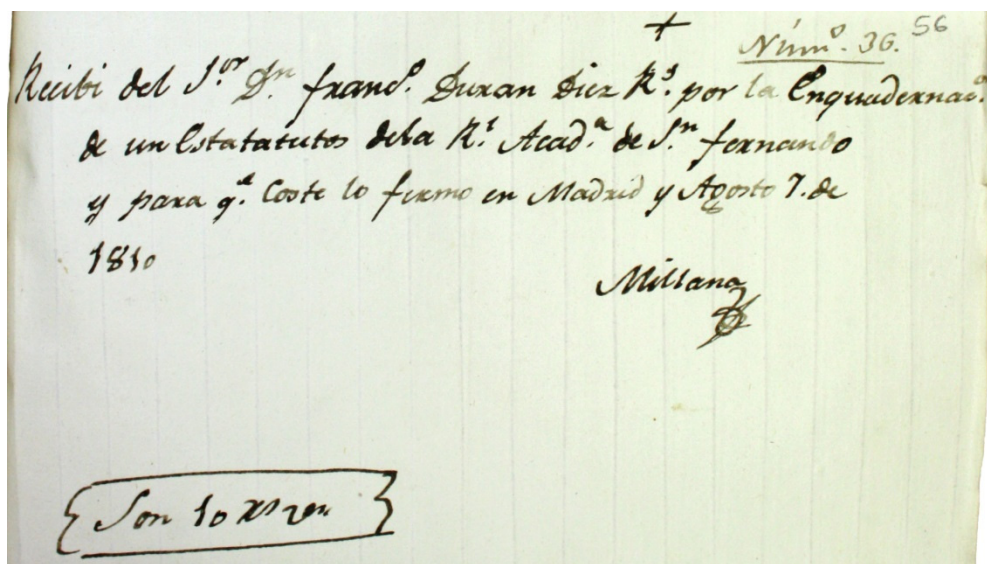 +
Núm.º 36. 56
Recibi del S.or D.n Franc.º Duran Diez R.s por la Enquadernac.n
de un Estatatutos dela R.l Acad.a de S.n fernando
y para q.e Coste lo firmo en Madrid y Agosto 7. de
1810
Millana
Son 10 rs vn